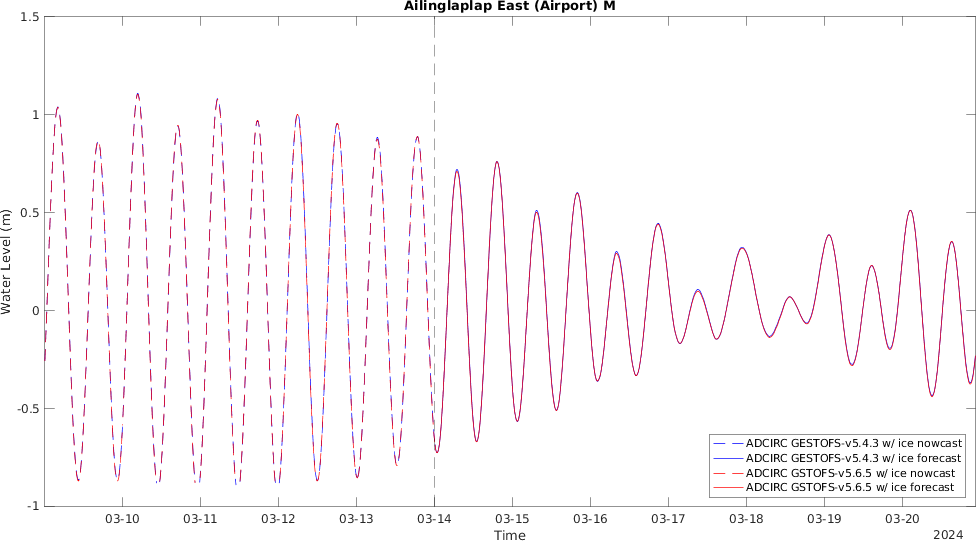 Ailinglaplap East (Airport) M
1.5
1
0.5
0
-0.5
-1
Water Level (m)
03-10 03-11 03-12 03-13 03-14 03-15 03-16 03-17 03-18 03-19 03-20
Time
2024
ADCIRC GESTOFS-v5.4.3 w/ ice nowcast
ADCIRC GESTOFS-v5.4.3 w/ ice forecast
ADCIRC GSTOFS-v5.6.5 w/ ice nowcast
ADCIRC GSTOFS-v5.6.5 w/ ice forecast